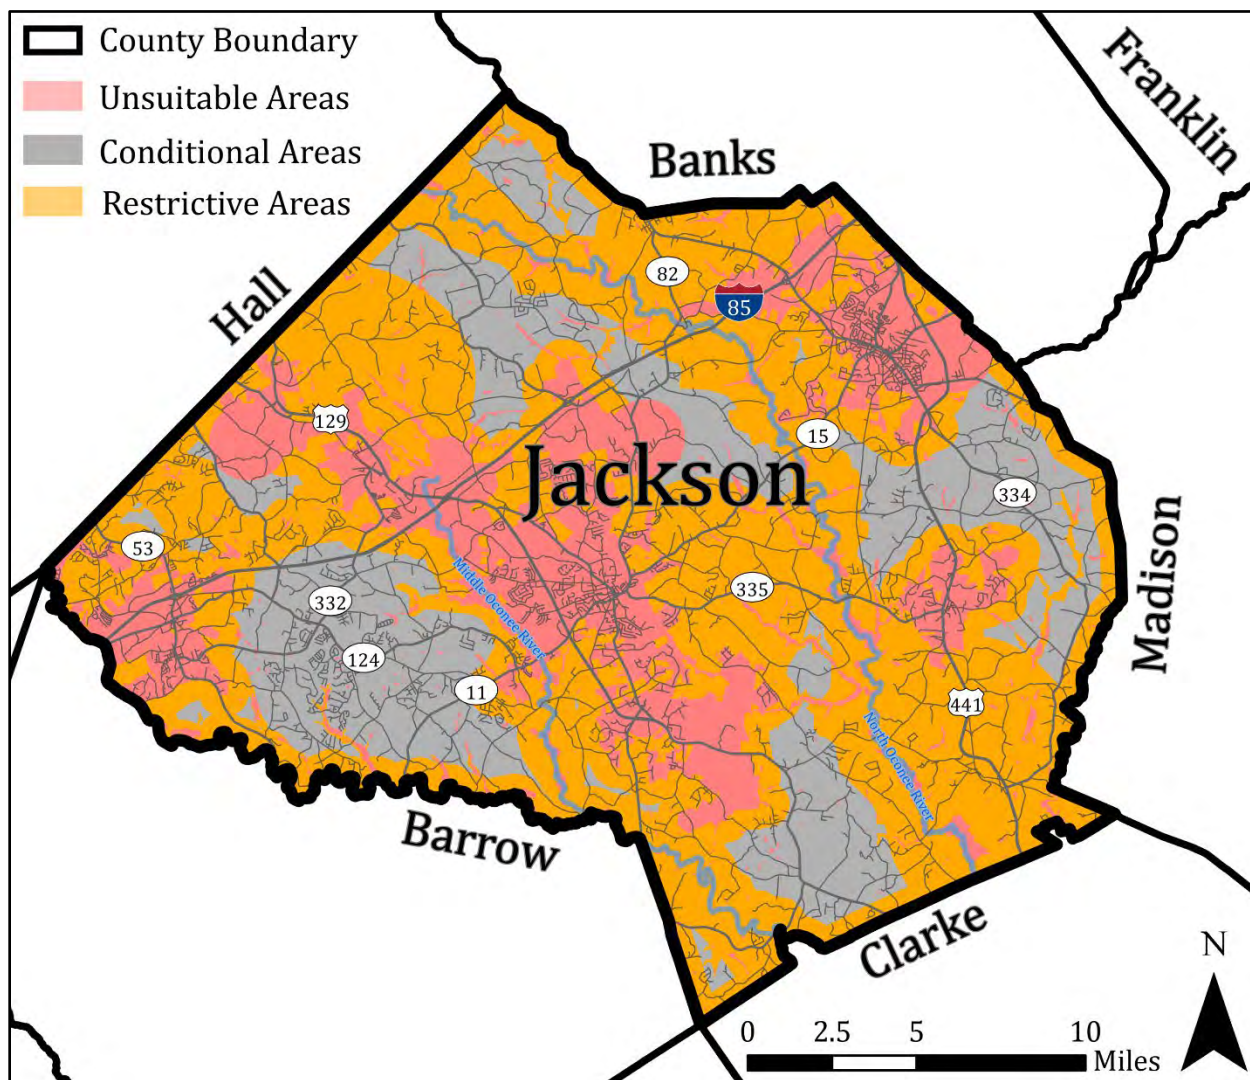 County Boundary
Unsuitable Areas
Conditional Areas
Restrictive Areas
Franklin
Banks
Hall
82
85
129
15
Jackson
334
53
Madison
332
Middle Oconee River
335
124
11
441
North Oconee River
Barrow
Clarke
N
0 2.5 5 10
Miles